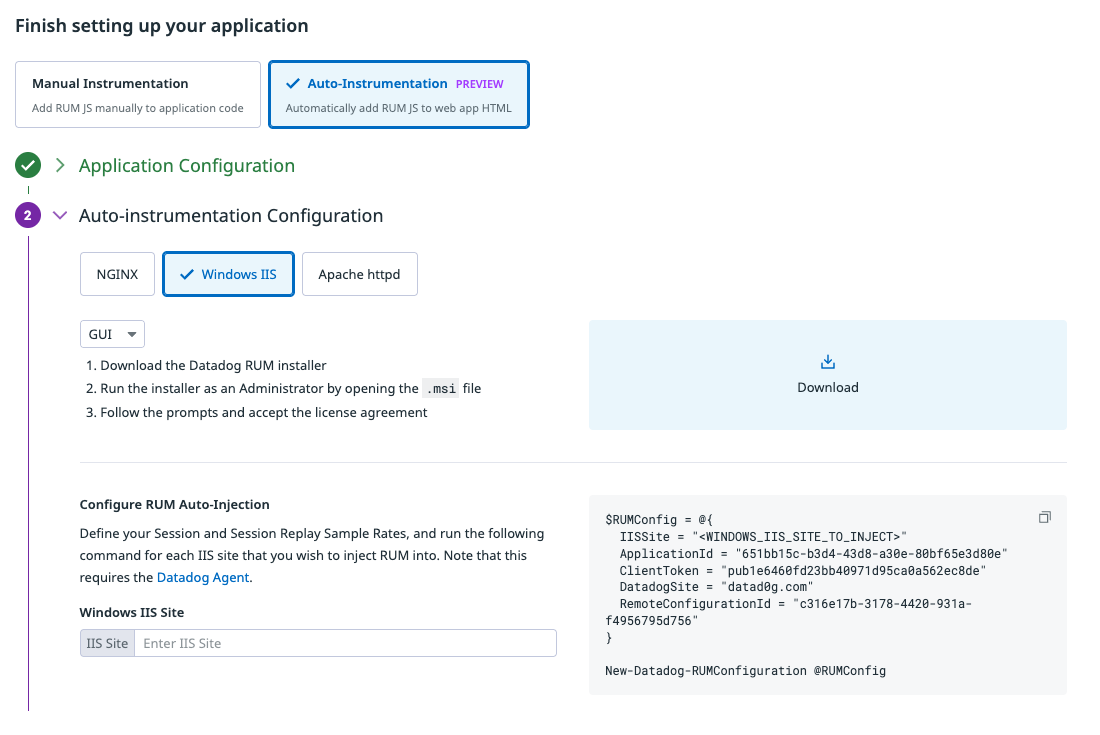 Finish setting up your application
Manual Instrumentation
Add RUM JS manually to application code
Auto-Instrumentation PREVIEW
Automatically add RUM JS to web app HTML
Application Configuration
2 Auto-instrumentation Configuration
NGINX
Windows IIS
Apache httpd
GUI
1. Download the Datadog RUM installer
2. Run the installer as an Administrator by opening the .msi file
3. Follow the prompts and accept the license agreement
Download
Configure RUM Auto-Injection
Define your Session and Session Replay Sample Rates, and run the following
command for each IIS site that you wish to inject RUM into. Note that this
requires the Datadog Agent.
Windows IIS Site
IIS Site Enter IIS Site
$RUMConfig = @{
IISSite = "<WINDOWS_IIS_SITE_TO_INJECT>"
ApplicationId = "651bb15c-b3d4-43d8-a30e-80bf65e3d80e"
ClientToken = "pub1e6460fd23bb40971d95ca0a562ec8de"
DatadogSite = "datad0g.com"
RemoteConfigurationId = "c316e17b-3178-4420-931a-
f4956795d756"
}
New-Datadog-RUMConfiguration @RUMConfig